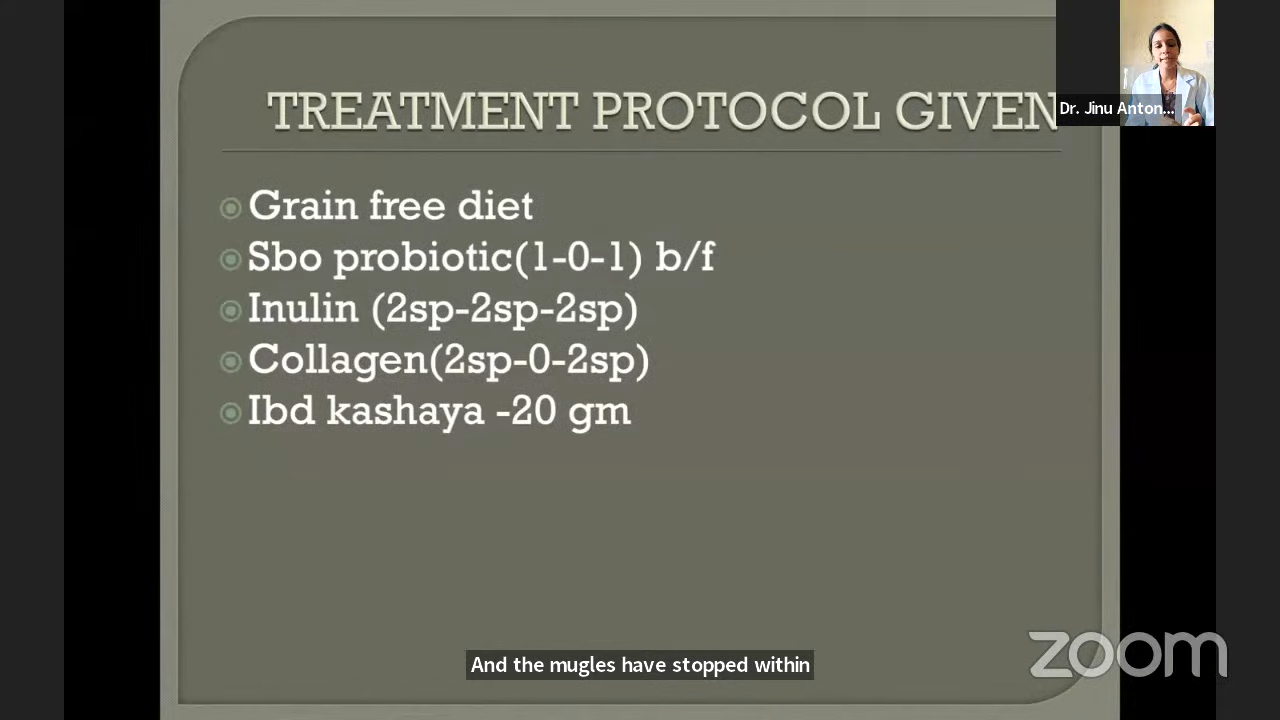 TREATMENT PROTOCOL GIVEN
Dr. Jinu Anton...
Grain free diet
Sbo probiotic(1-0-1) b/f
Inulin (2sp-2sp-2sp)
Collagen(2sp-0-2sp)
Ibd kashaya -20 gm
zoom
And the mugles have stopped within